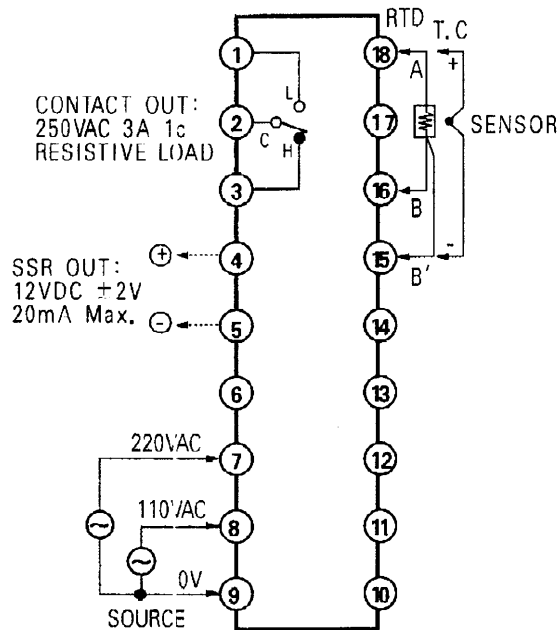 RTD T.C
1
18
A
+
L
CONTACT OUT:
250VAC 3A 1c
RESISTIVE LOAD
2
C
H
17
SENSOR
3
16
B
SSR OUT:
12VDC ±2V
20mA Max.
+
4
15
B'
-
−
5
14
6
13
220VAC
7
12
110VAC
8
11
0V
9
10
SOURCE